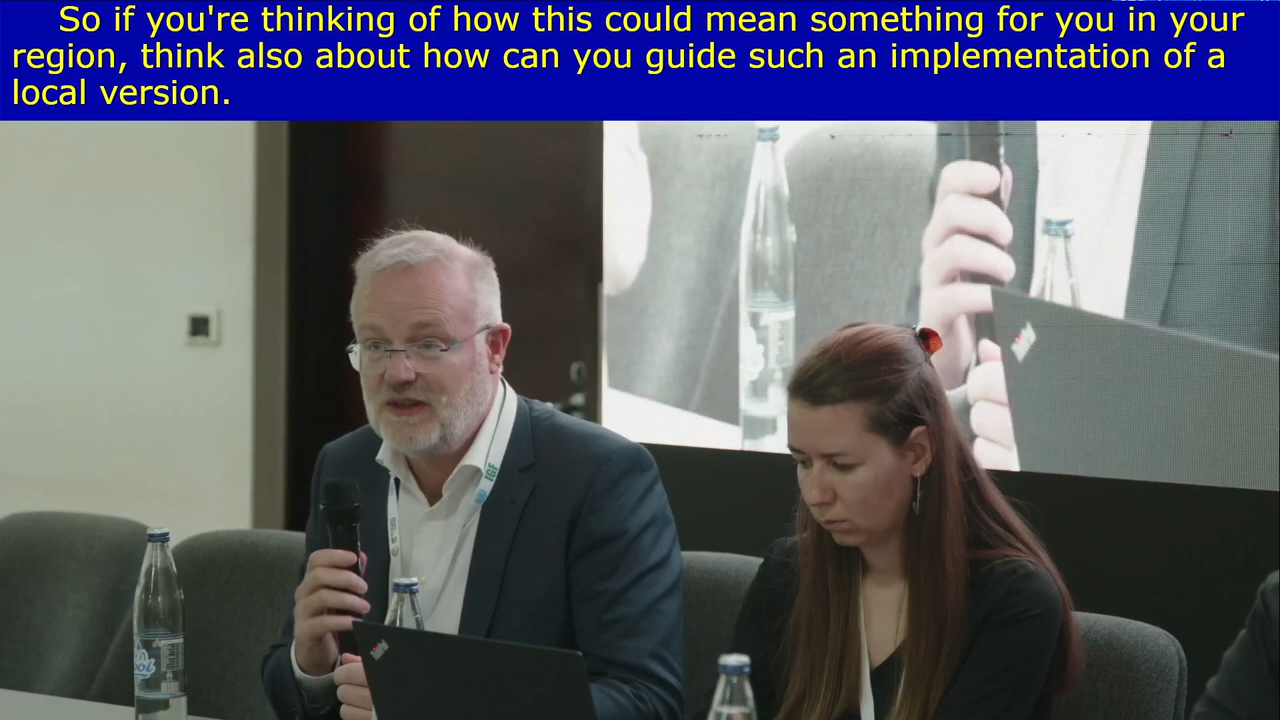 So if you're thinking of how this could mean something for you in your
region, think also about how can you guide such an implementation of a
local version.
IGF